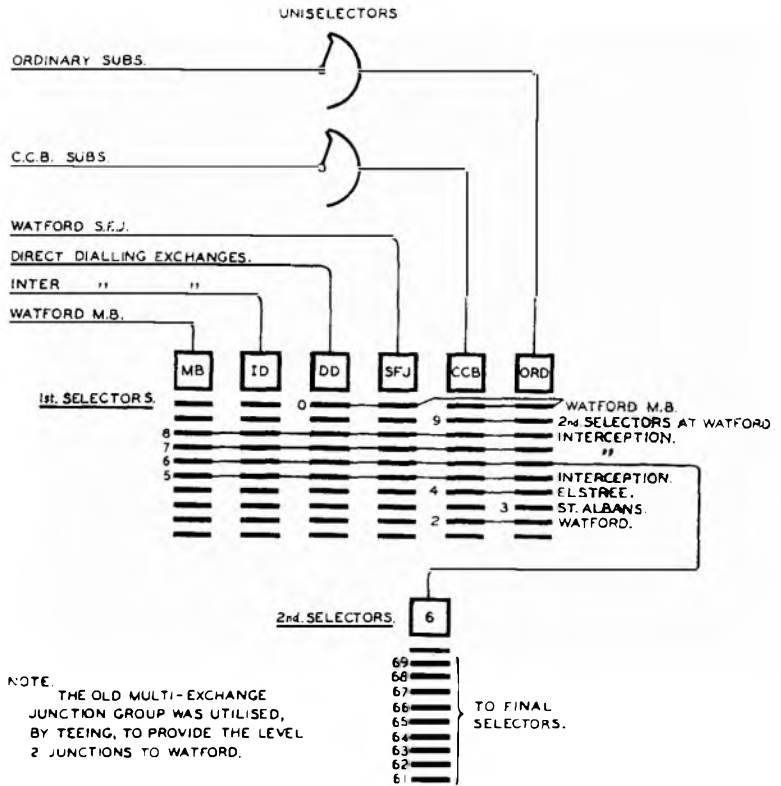 UNISELECTORS
ORDINARY SUBS.
C.C.B. SUBS.
WATFORD S.F.J.
DIRECT DIALLING EXCHANGES.
INTER " "
WATFORD M.B.
MB ID DD SFJ CCB ORD
1st. SELECTORS.
0 WATFORD M.B.
9 2nd. SELECTORS AT WATFORD
8 INTERCEPTION.
7 "
6
5 INTERCEPTION.
4 ELSTREE.
3 ST. ALBANS.
2 WATFORD.
2nd. SELECTORS. 6
69
68
67
66
65
64
63
62
61
TO FINAL
SELECTORS.
NOTE.
THE OLD MULTI-EXCHANGE
JUNCTION GROUP WAS UTILISED,
BY TEEING, TO PROVIDE THE LEVEL
2 JUNCTIONS TO WATFORD.